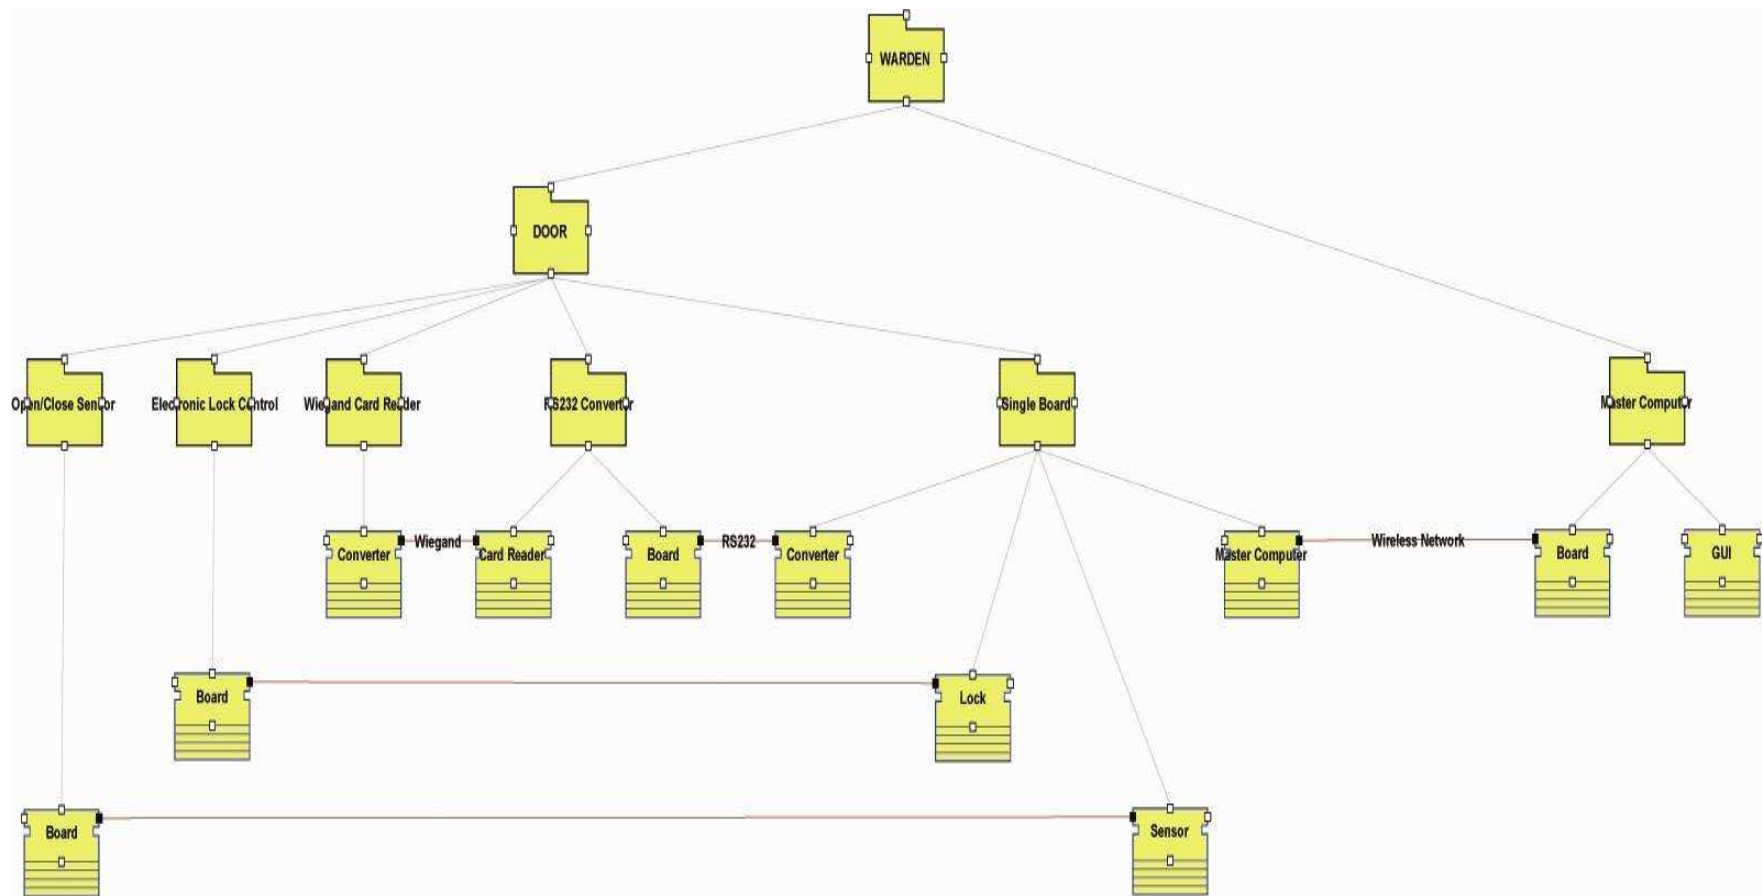 WARDEN
DOOR
Open/Close Sensor
Electronic Lock Control
Wiegand Card Reader
RS232 Converter
Single Board
Master Computer
Converter
Wiegand
Card Reader
Board
RS232
Converter
Master Computer
Wireless Network
Board
GUI
Board
Lock
Board
Sensor